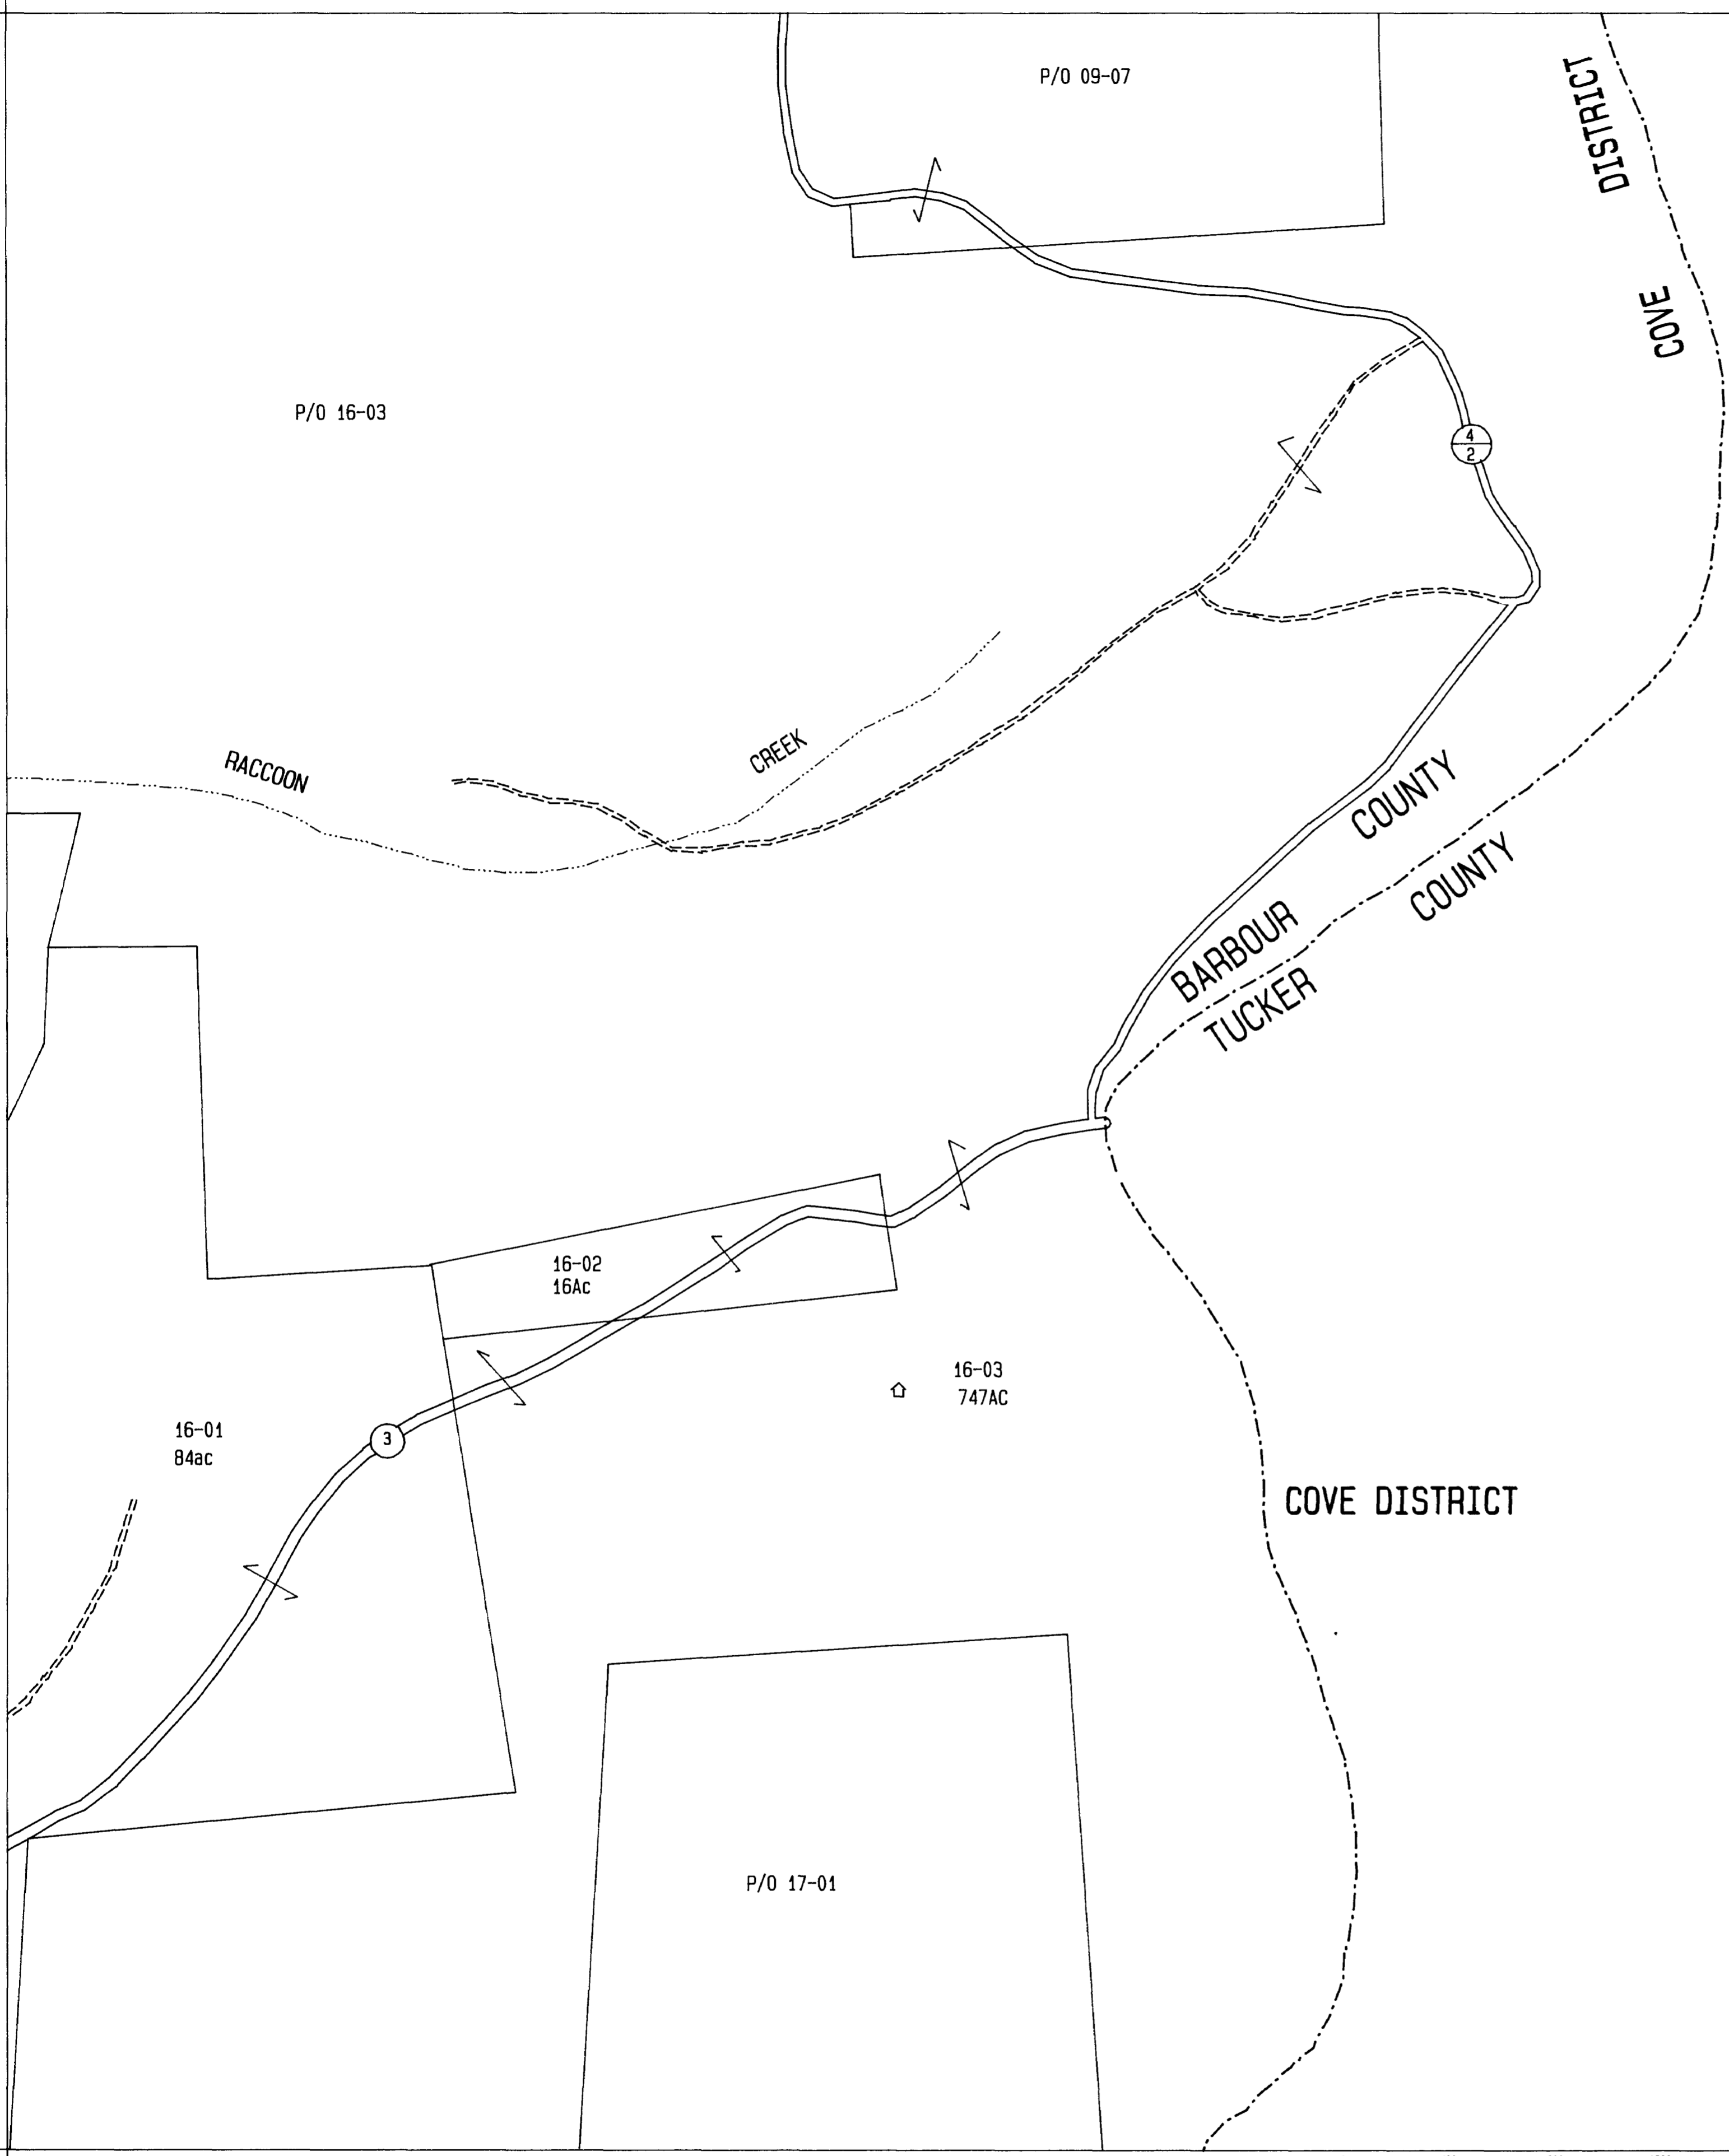 P/O 09-07
DISTRICT
COVE
P/O 16-03
4
2
RACCOON
CREEK
COUNTY
COUNTY
BARBOUR
TUCKER
16-02
16Ac
16-03
747AC
16-01
84ac
3
COVE DISTRICT
P/O 17-01